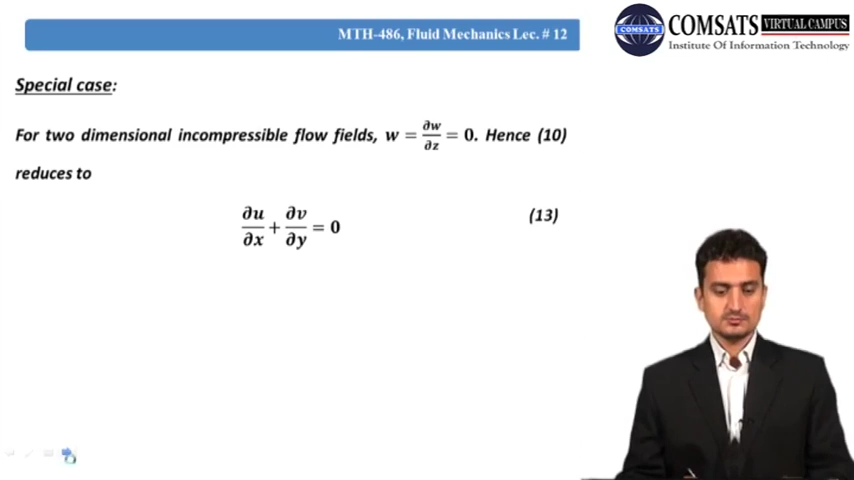 MTH-486, Fluid Mechanics Lec. # 12
COMSATS
COMSATS VIRTUAL CAMPUS
Institute Of Information Technology
Special case:
For two dimensional incompressible flow fields, w = ∂w/∂z = 0. Hence (10)
reduces to
∂u/∂x + ∂v/∂y = 0 (13)